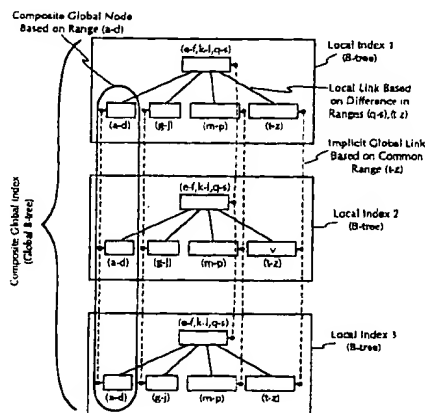 Composite Global Node
Based on Range (a-d)
(e-f,k-l,q-s)
Local Index 1
(B-tree)
Local Link Based
on Difference in
Ranges (q-s),(t-z)
(a-d)
(g-j)
(m-p)
(t-z)
Implicit Global Link
Based on Common
Range (t-z)
Composite Global Index
(Global B-tree)
(e-f,k-l,q-s)
Local Index 2
(B-tree)
v
(a-d)
(g-j)
(m-p)
(t-z)
(e-f,k-l,q-s)
Local Index 3
(B-tree)
(a-d)
(g-j)
(m-p)
(t-z)